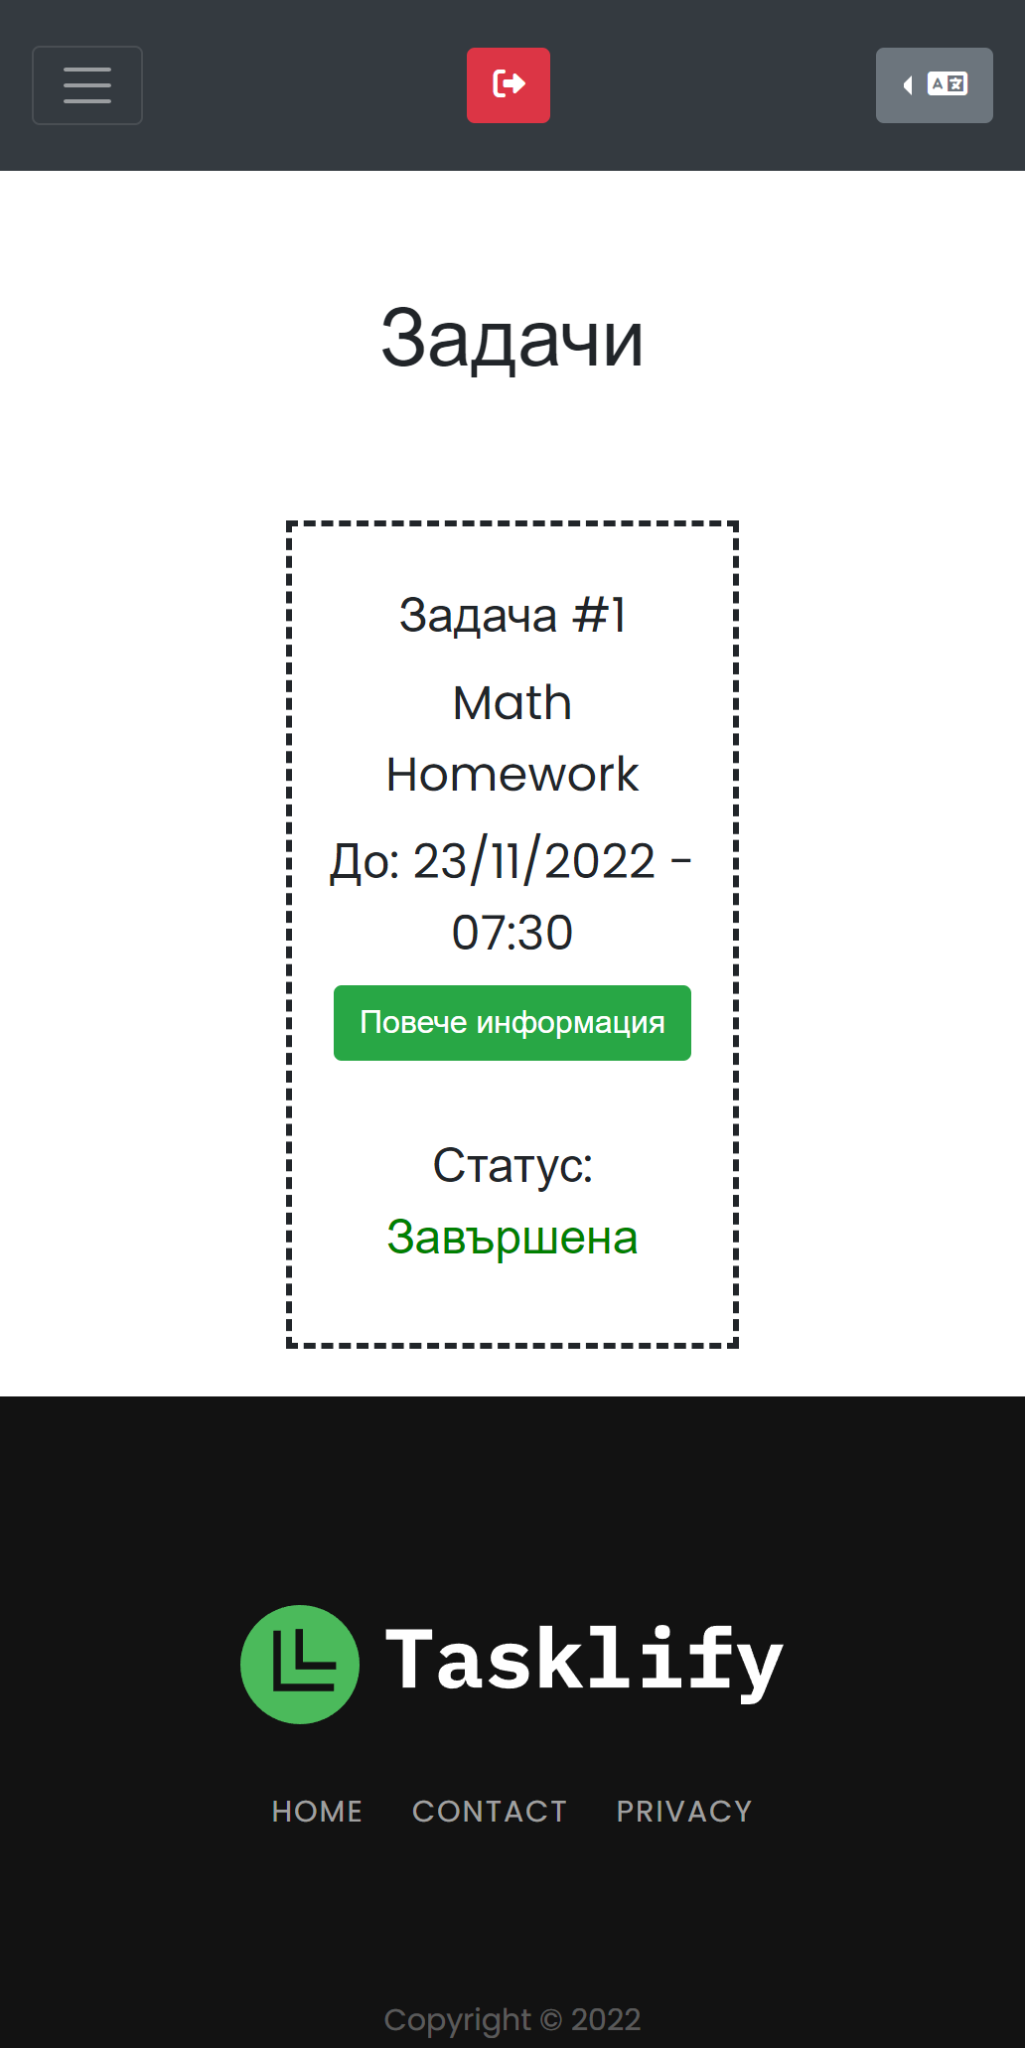 Задачи
Задача #1
Math
Homework
До: 23/11/2022 -
07:30
Повече информация
Статус:
Завършена
Tasklify
HOME CONTACT PRIVACY
Copyright © 2022